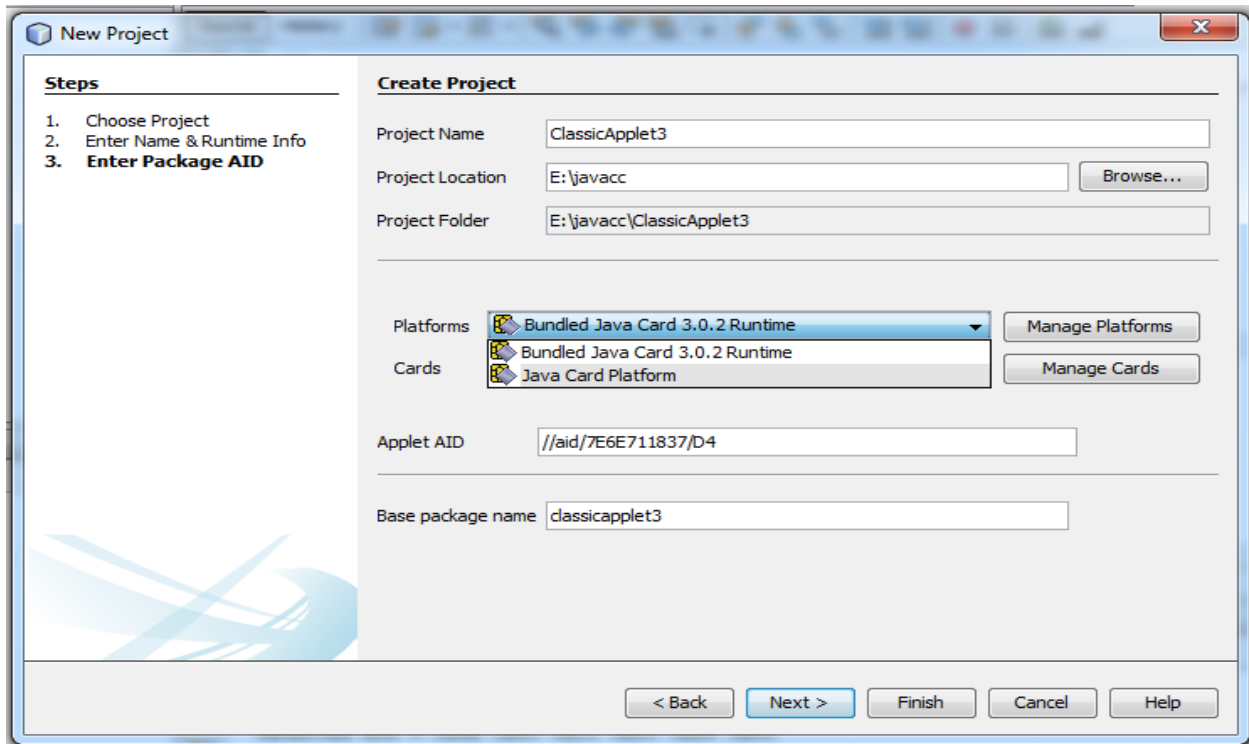 New Project
Steps
1. Choose Project
2. Enter Name & Runtime Info
3. Enter Package AID
Create Project
Project Name ClassicApplet3
Project Location E:\javacc Browse...
Project Folder E:\javacc\ClassicApplet3
Platforms Bundled Java Card 3.0.2 Runtime Manage Platforms
Bundled Java Card 3.0.2 Runtime
Cards Manage Cards
Java Card Platform
Applet AID //aid/7E6E711837/D4
Base package name classicapplet3
< Back Next > Finish Cancel Help